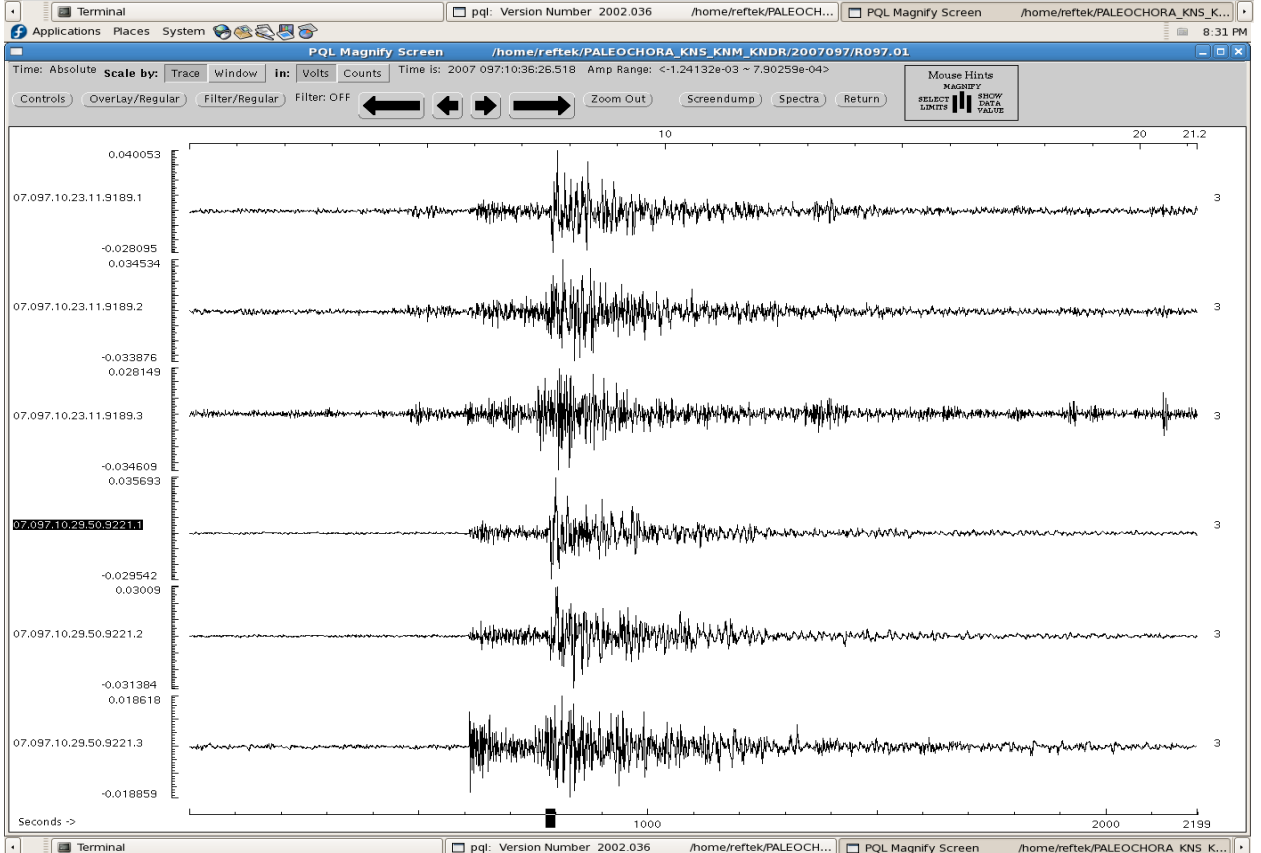 Terminal
pql: Version Number 2002.036 /home/reftek/PALEOCH...
PQL Magnify Screen /home/reftek/PALEOCHORA_KNS_K...
Applications Places System 8:31 PM
PQL Magnify Screen /home/reftek/PALEOCHORA_KNS_KNM_KNDR/2007097/R097.01
Time: Absolute Scale by: Trace Window in: Volts Counts Time is: 2007 097:10:36:26.518 Amp Range: <-1.24132e-03 ~ 7.90259e-04>
Controls OverLay/Regular Filter/Regular Filter: OFF Zoom Out Screendump Spectra Return
Mouse Hints
MAGNIFY
SELECT LIMITS
SHOW DATA VALUE
10 20 21.2
0.040053
07.097.10.23.11.9189.1 3
-0.028095
0.034534
07.097.10.23.11.9189.2 3
-0.033876
0.028149
07.097.10.23.11.9189.3 3
-0.034609
0.035693
07.097.10.29.50.9221.1 3
-0.029542
0.03009
07.097.10.29.50.9221.2 3
-0.031384
0.018618
07.097.10.29.50.9221.3 3
-0.018859
Seconds -> 1000 2000 2199
Terminal
pql: Version Number 2002.036 /home/reftek/PALEOCH...
PQL Magnify Screen /home/reftek/PALEOCHORA_KNS_K...